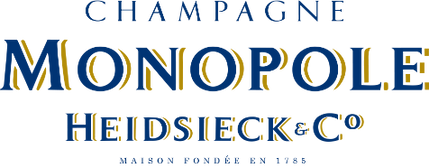 CHAMPAGNE
MONOPOLE
HEIDSIECK & Cº
MAISON FONDÉE EN 1785